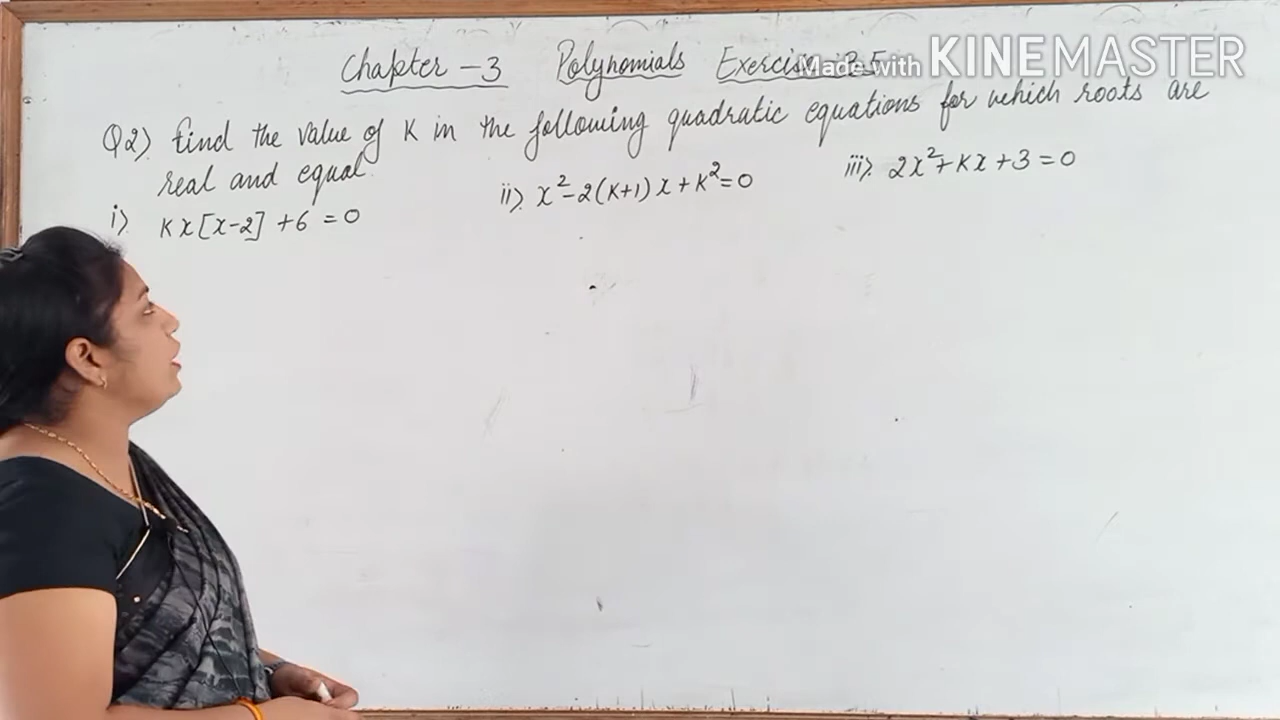 Chapter - 3 Polynomials Exercise
Made with KINEMASTER
Q2). find the value of K in the following quadratic equations for which roots are
real and equal.
i). Kx[x-2] +6 = 0
ii). x²-2(K+1)x+K²=0
iii). 2x²+Kx+3=0